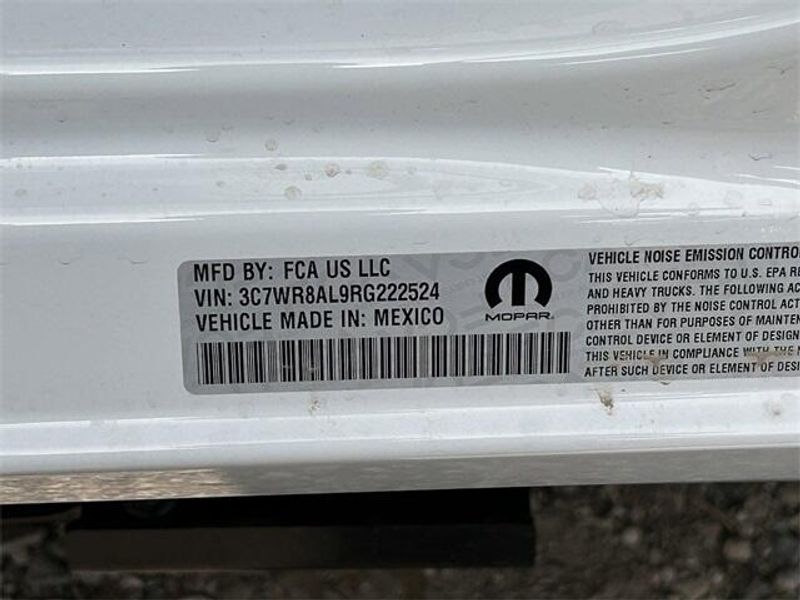 MFD BY: FCA US LLC
VIN: 3C7WR8AL9RG222524
VEHICLE MADE IN: MEXICO
MOPAR
VEHICLE NOISE EMISSION CONTRO
THIS VEHICLE CONFORMS TO U.S. EPA RE
AND HEAVY TRUCKS. THE FOLLOWING AC
PROHIBITED BY THE NOISE CONTROL AC
OTHER THAN FOR PURPOSES OF MAINTEN
CONTROL DEVICE OR ELEMENT OF DESIGN
THIS VEHICLE IN COMPLIANCE WITH THE N
AFTER SUCH DEVICE OR ELEMENT OF DESI